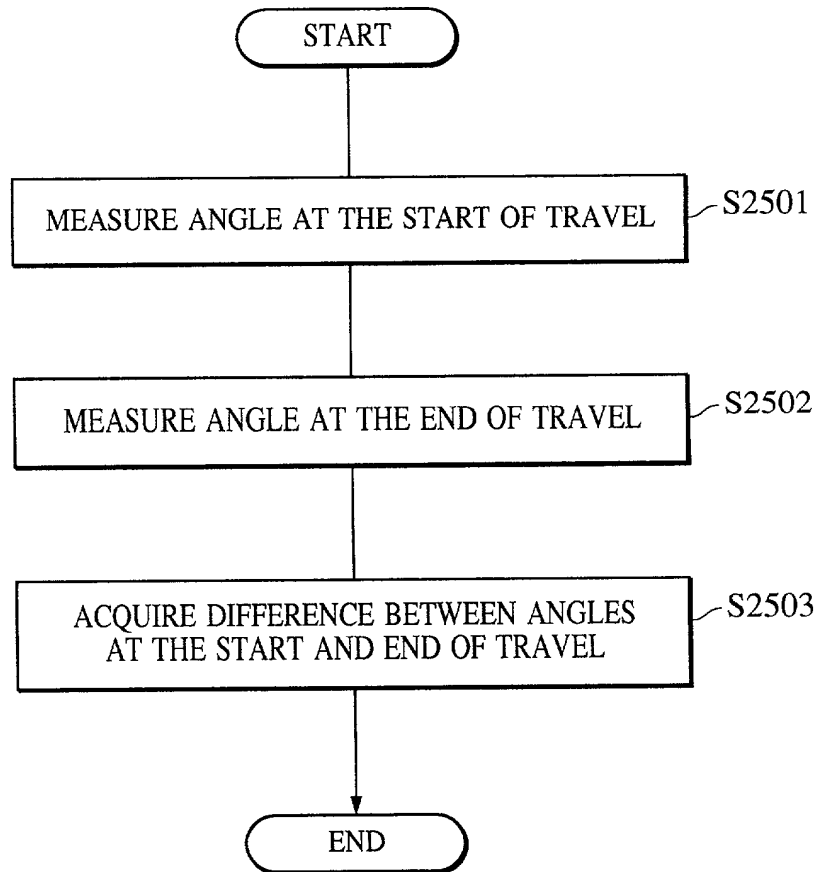 START
MEASURE ANGLE AT THE START OF TRAVEL
S2501
MEASURE ANGLE AT THE END OF TRAVEL
S2502
ACQUIRE DIFFERENCE BETWEEN ANGLES
AT THE START AND END OF TRAVEL
S2503
END